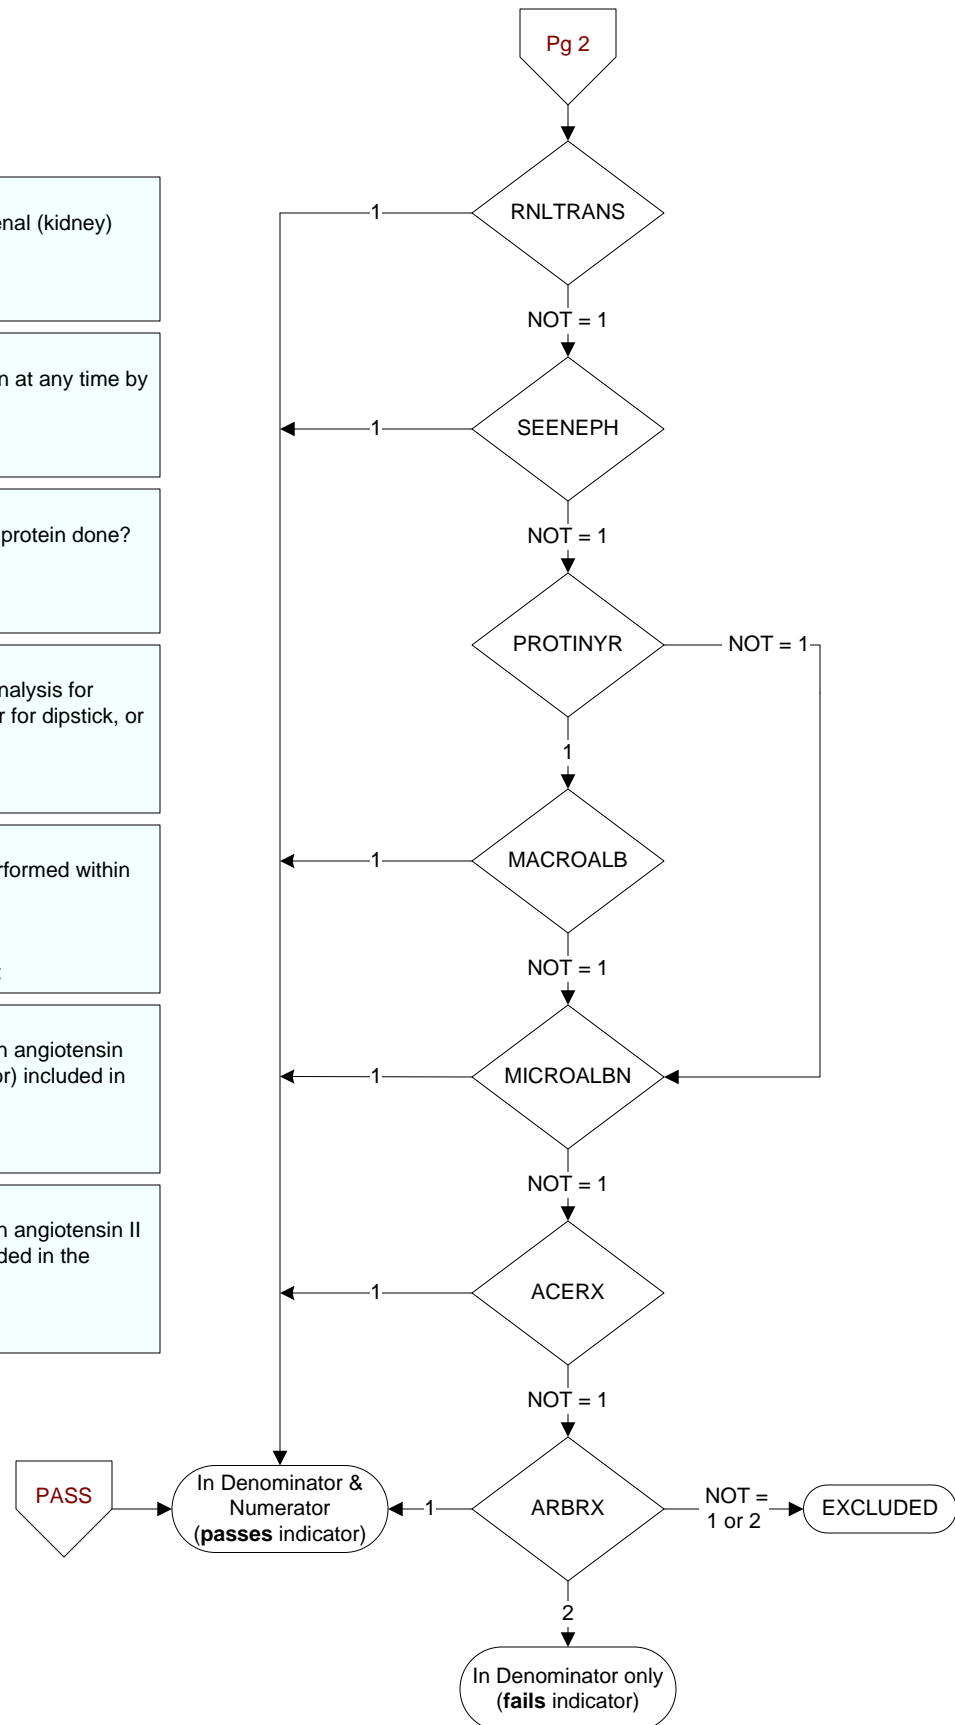 Pg 2
enal (kidney)
RNLTRANS
1
NOT = 1
n at any time by
SEENEPH
1
NOT = 1
protein done?
PROTINYR
NOT = 1
1
nalysis for
r for dipstick, or
MACROALB
1
NOT = 1
rformed within
MICROALBN
1
NOT = 1
n angiotensin
or) included in
ACERX
1
NOT = 1
n angiotensin II
ded in the
PASS
In Denominator &
Numerator
(passes indicator)
1
ARBRX
NOT =
1 or 2
EXCLUDED
2
In Denominator only
(fails indicator)